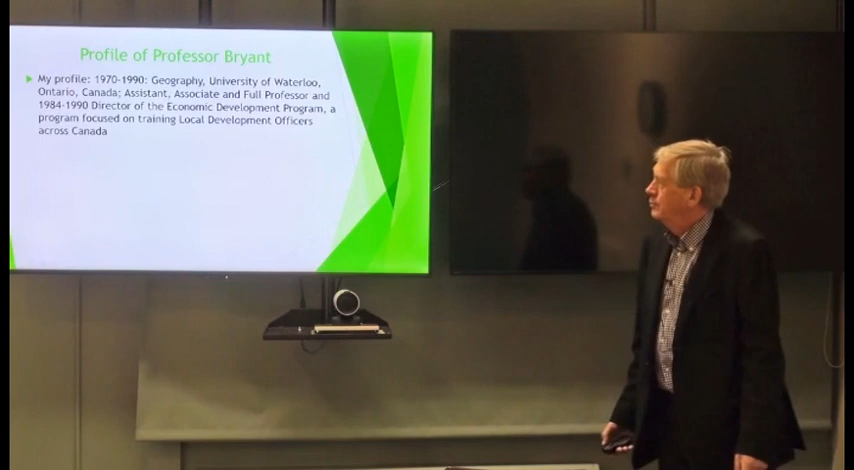 Profile of Professor Bryant
My profile: 1970-1990: Geography, University of Waterloo,
Ontario, Canada; Assistant, Associate and Full Professor and
1984-1990 Director of the Economic Development Program, a
program focused on training Local Development Officers
across Canada